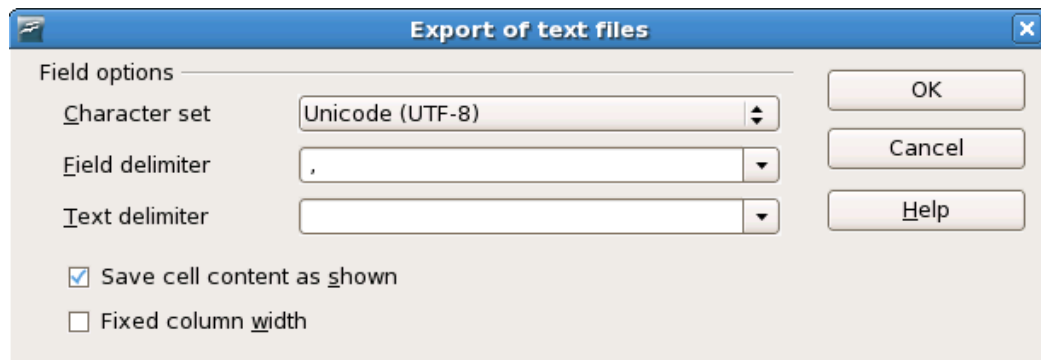 Export of text files
Field options
OK
Character set
Unicode (UTF-8)
Cancel
Field delimiter
,
Text delimiter
Help
Save cell content as shown
Fixed column width